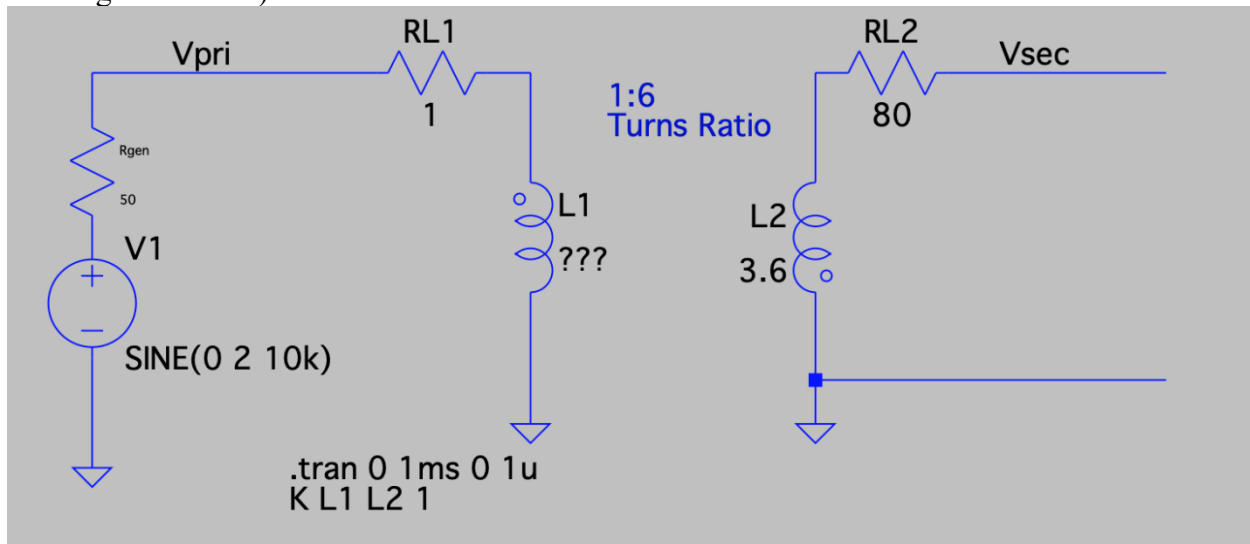 Vpri
RL1
1
RL2
80
Vsec
1:6
Turns Ratio
Rgen
50
V1
SINE(0 2 10k)
L1
???
L2
3.6
.tran 0 1ms 0 1u
K L1 L2 1